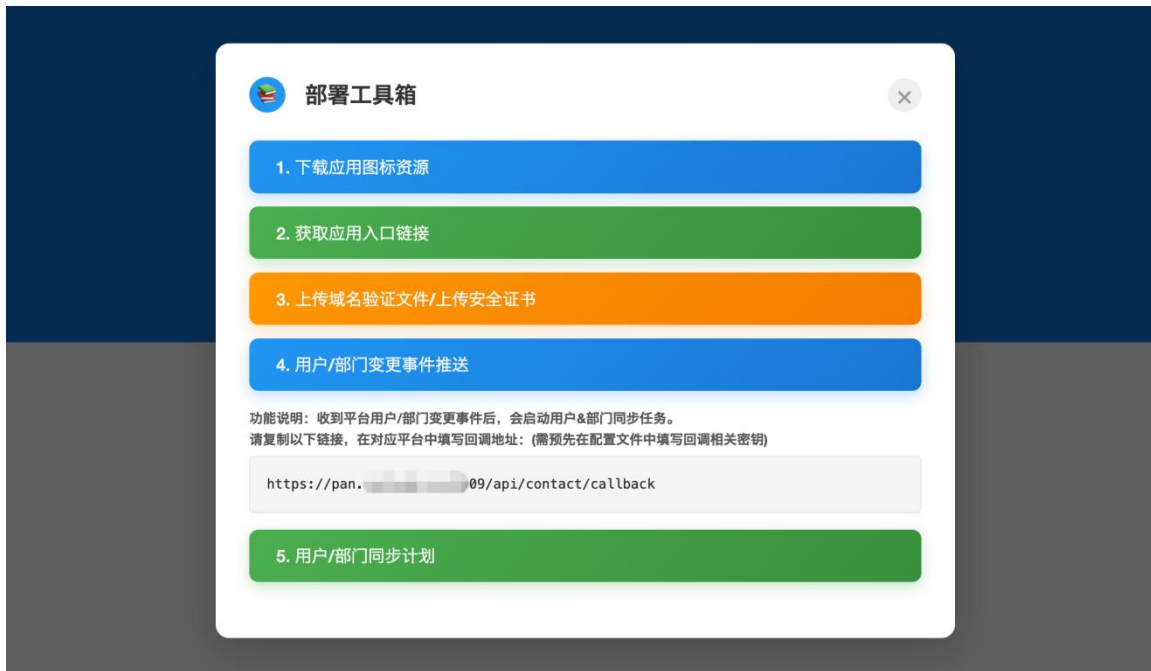 部署工具箱
1. 下载应用图标资源
2. 获取应用入口链接
3. 上传域名验证文件/上传安全证书
4. 用户/部门变更事件推送
功能说明：收到平台用户/部门变更事件后，会启动用户&部门同步任务。
请复制以下链接，在对应平台中填写回调地址：(需预先在配置文件中填写回调相关密钥)
https://pan. 09/api/contact/callback
5. 用户/部门同步计划